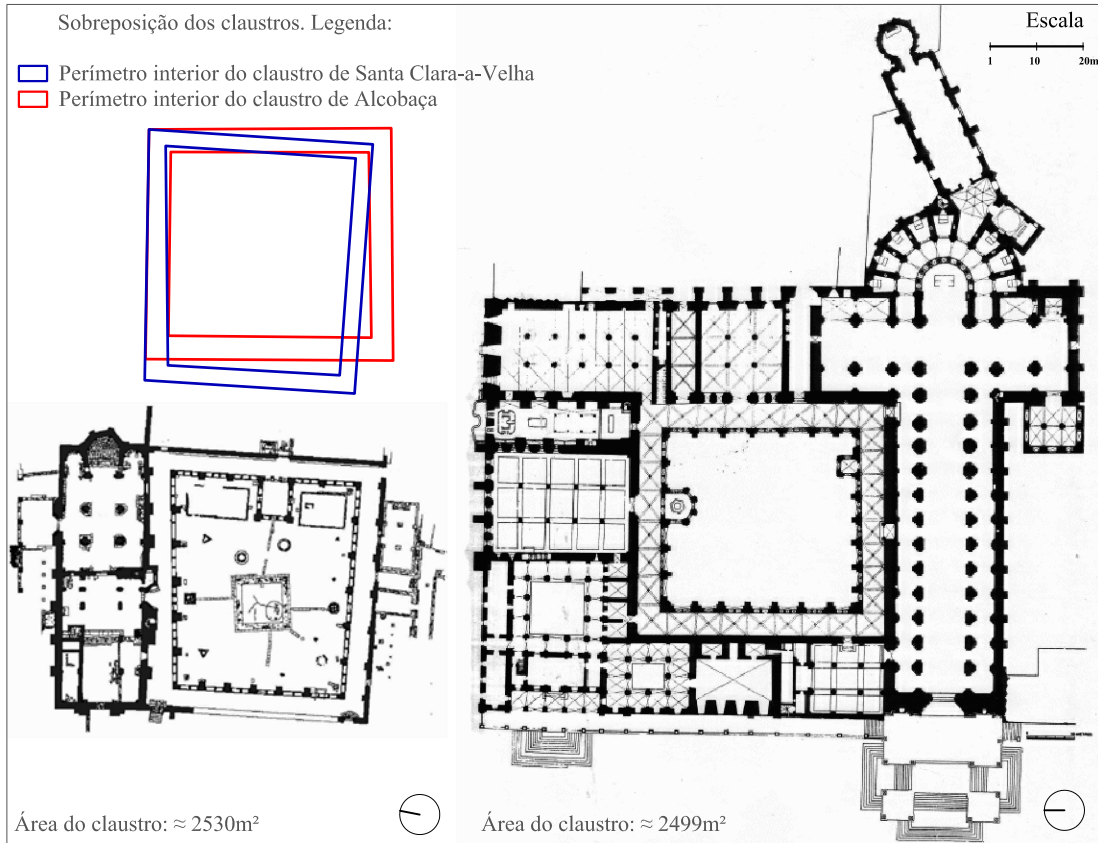 Sobreposição dos claustros. Legenda:
Perímetro interior do claustro de Santa Clara-a-Velha
Perímetro interior do claustro de Alcobaça
Escala
1 10 20m
Área do claustro: ≈ 2530m²
Área do claustro: ≈ 2499m²